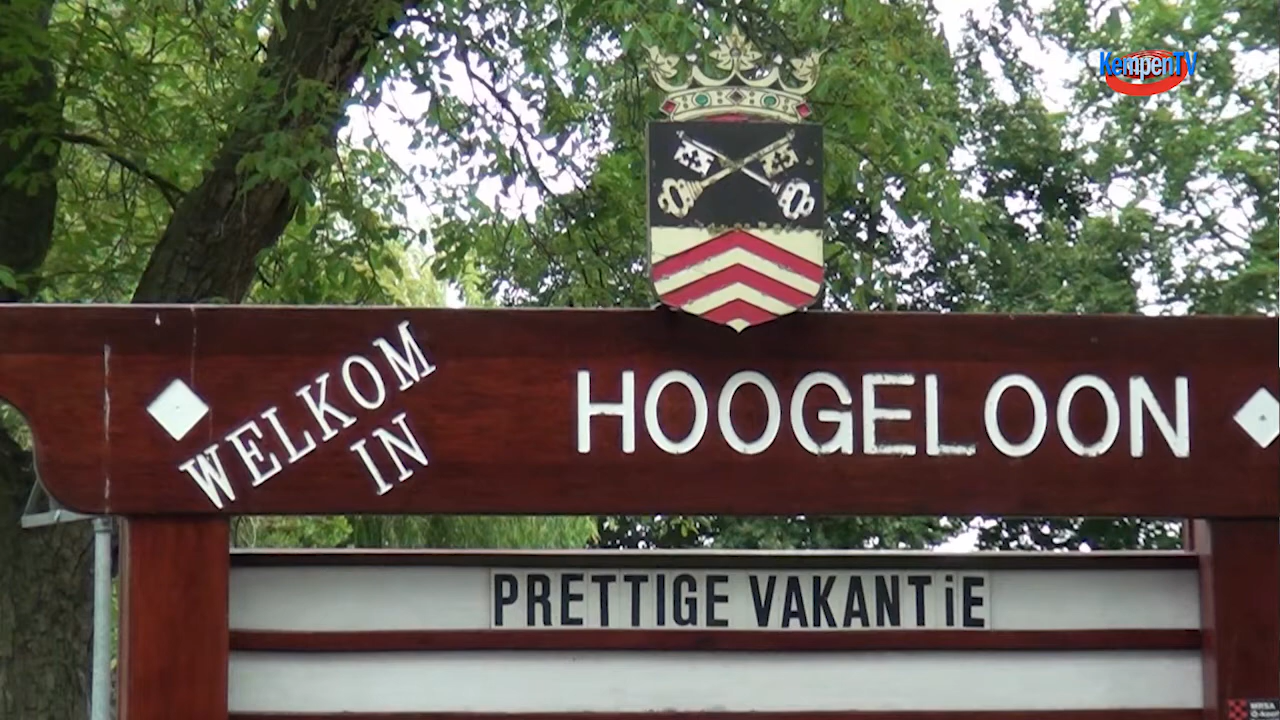 KempenTV
WELKOM
IN
HOOGELOON
PRETTIGE VAKANTiE